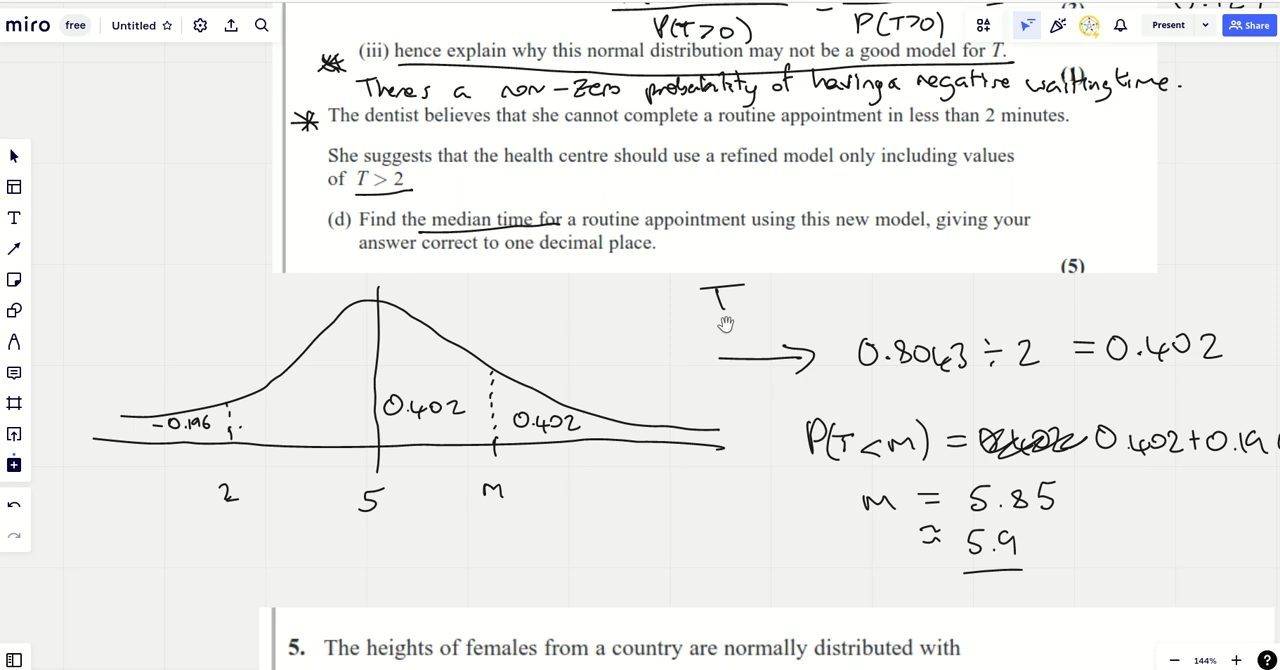 miro free Untitled Present Share
P(T>0) = P(T>0)
(iii) hence explain why this normal distribution may not be a good model for T.
(1)
Theres a non-zero probability of having a negative waiting time.
The dentist believes that she cannot complete a routine appointment in less than 2 minutes.
She suggests that the health centre should use a refined model only including values
of T > 2
(d) Find the median time for a routine appointment using this new model, giving your
answer correct to one decimal place.
(5)
T
0.8043 ÷ 2 = 0.402
-0.196 0.402 0.402
P(T<m) = 0.402+0.19
2 5 m
m = 5.85
≈ 5.9
5. The heights of females from a country are normally distributed with
144%